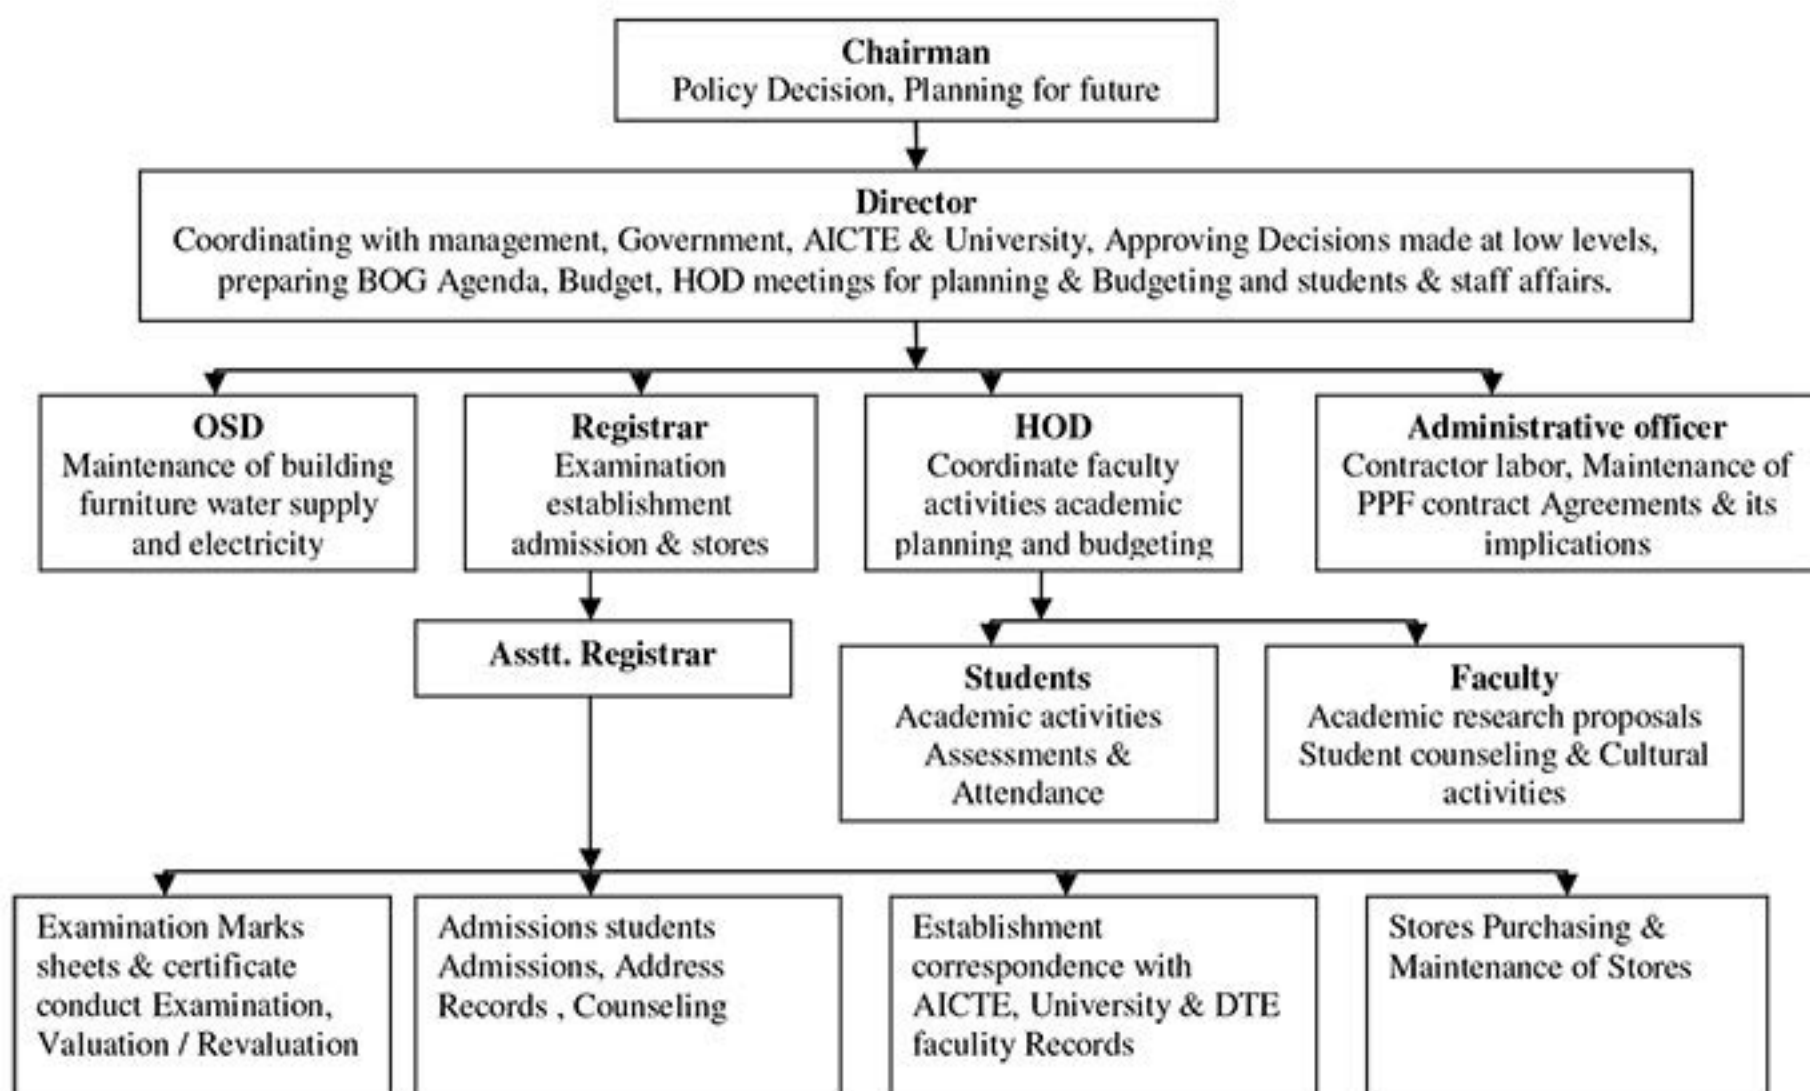 Chairman
Policy Decision, Planning for future
Director
Coordinating with management, Government, AICTE & University, Approving Decisions made at low levels,
preparing BOG Agenda, Budget, HOD meetings for planning & Budgeting and students & staff affairs.
OSD
Maintenance of building
furniture water supply
and electricity
Registrar
Examination
establishment
admission & stores
HOD
Coordinate faculty
activities academic
planning and budgeting
Administrative officer
Contractor labor, Maintenance of
PPF contract Agreements & its
implications
Asstt. Registrar
Students
Academic activities
Assessments &
Attendance
Faculty
Academic research proposals
Student counseling & Cultural
activities
Examination Marks
sheets & certificate
conduct Examination,
Valuation / Revaluation
Admissions students
Admissions, Address
Records , Counseling
Establishment
correspondence with
AICTE, University & DTE
faculity Records
Stores Purchasing &
Maintenance of Stores